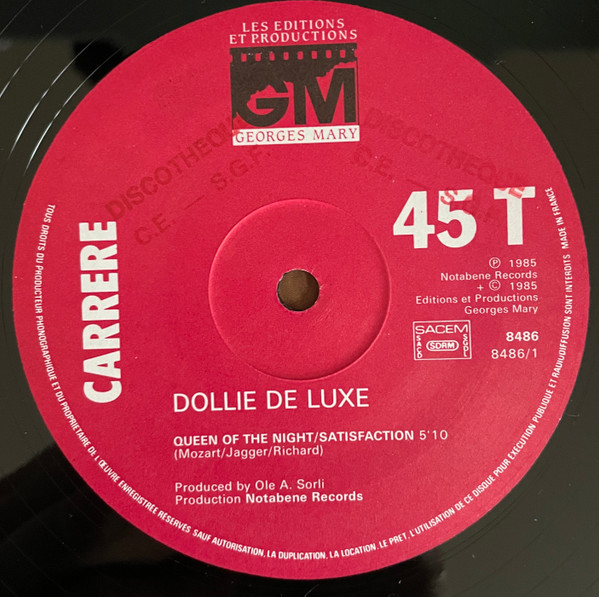 LES EDITIONS
ET PRODUCTIONS
GM
GEORGES MARY
DISCOTHEQUE
C.E.
S.G.F.
DISCOTHEQUE
C.E.
S.G.F.
CARRERE
45 T
Ⓟ 1985
Notabene Records
+ © 1985
Editions et Productions
Georges Mary
SACEM
SACD
SDRM
SGDL
8486
8486/1
DOLLIE DE LUXE
QUEEN OF THE NIGHT/SATISFACTION 5'10
(Mozart/Jagger/Richard)
Produced by Ole A. Sorli
Production Notabene Records
TOUS DROITS DU PRODUCTEUR PHONOGRAPHIQUE ET DU PROPRIETAIRE DE L'ŒUVRE ENREGISTREE RESERVES. SAUF AUTORISATION, LA DUPLICATION, LA LOCATION, LE PRET, L'UTILISATION DE CE DISQUE POUR EXECUTION PUBLIQUE ET RADIODIFFUSION SONT INTERDITS MADE IN FRANCE